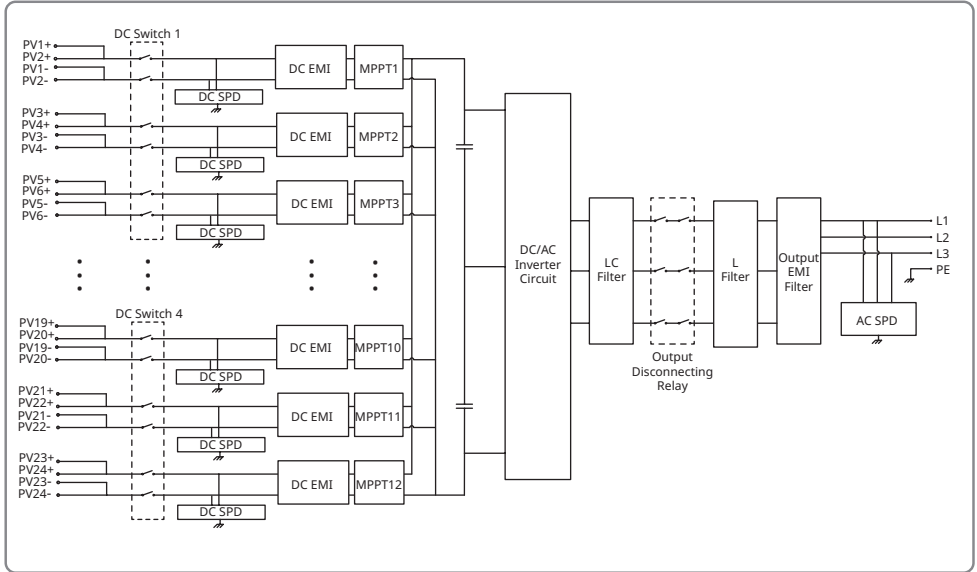 DC Switch 1
PV1+
PV2+
PV1-
PV2-
DC EMI
MPPT1
DC SPD
PV3+
PV4+
PV3-
PV4-
DC EMI
MPPT2
DC SPD
PV5+
PV6+
PV5-
PV6-
DC EMI
MPPT3
DC SPD
DC Switch 4
PV19+
PV20+
PV19-
PV20-
DC EMI
MPPT10
DC SPD
PV21+
PV22+
PV21-
PV22-
DC EMI
MPPT11
DC SPD
PV23+
PV24+
PV23-
PV24-
DC EMI
MPPT12
DC SPD
DC/AC
Inverter
Circuit
LC
Filter
Output
Disconnecting
Relay
L
Filter
Output
EMI
Filter
L1
L2
L3
PE
AC SPD